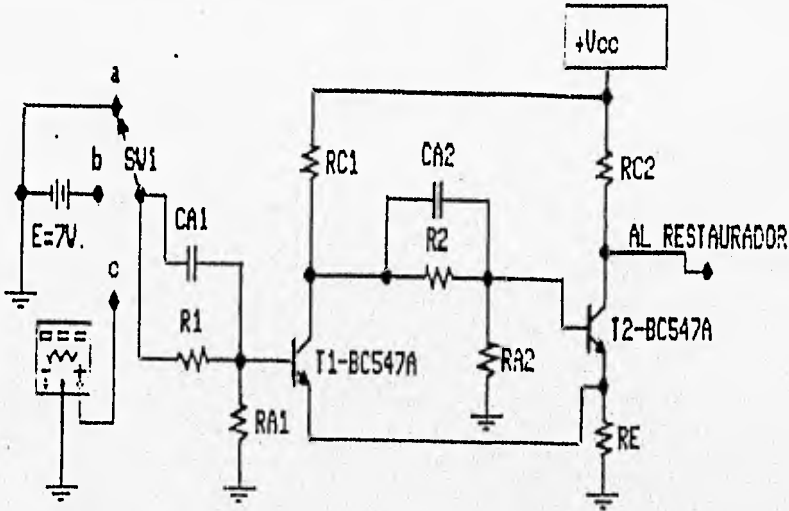 +Vcc
a
b
SW1
E=7V.
c
CA1
R1
RA1
RC1
CA2
R2
T1-BC547A
RA2
RC2
AL RESTAURADOR
T2-BC547A
RE
- +